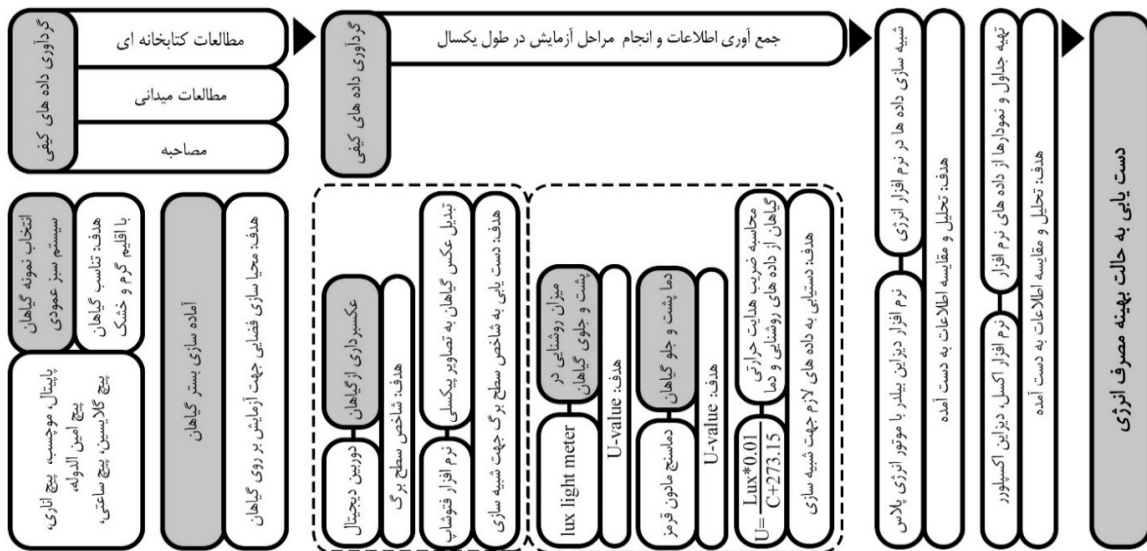 گردآوری داده های کیفی
مطالعات کتابخانه ای
مطالعات میدانی
مصاحبه
گردآوری داده های کیفی
جمع آوری اطلاعات و انجام مراحل آزمایش در طول یکسال
انتخاب نمونه گیاهان
سیستم سبز عمودی
هدف: تناسب گیاهان
با اقلیم گرم و خشک
پاپیتال، موچسب، پیچ اناری،
پیچ امین الدوله،
پیچ گلایسین، پیچ ساعتی،
آماده سازی بستر گیاهان
هدف: محیا سازی فضایی جهت آزمایش بر روی گیاهان
عکسبرداری ازگیاهان
دوربین دیجیتال
هدف: شاخص سطح برگ
تبدیل عکس گیاهان به تصاویر پیکسلی
نرم افزار فتوشاپ
هدف: دست یابی به شاخص سطح برگ جهت شبیه سازی
میزان روشنایی در
پشت و جلوی گیاهان
lux light meter
هدف: U-value
دما پشت و جلو گیاهان
دماسنج مادون قرمز
هدف: U-value
محاسبه ضریب هدایت حرارتی
گیاهان از داده های روشنایی و دما
U= Lux*0.01
C+273.15
هدف: دستیابی به داده های لازم جهت شبیه سازی
شبیه سازی داده ها در نرم افزار انرژی
نرم افزار دیزاین بیلدر با موتور انرژی پلاس
هدف: تحلیل و مقایسه اطلاعات به دست آمده
تهیه جداول و نمودارها از داده های نرم افزار
نرم افزار اکسل، دیزاین اکسپلورر
هدف: تحلیل و مقایسه اطلاعات به دست آمده
دست یابی به حالت بهینه مصرف انرژی